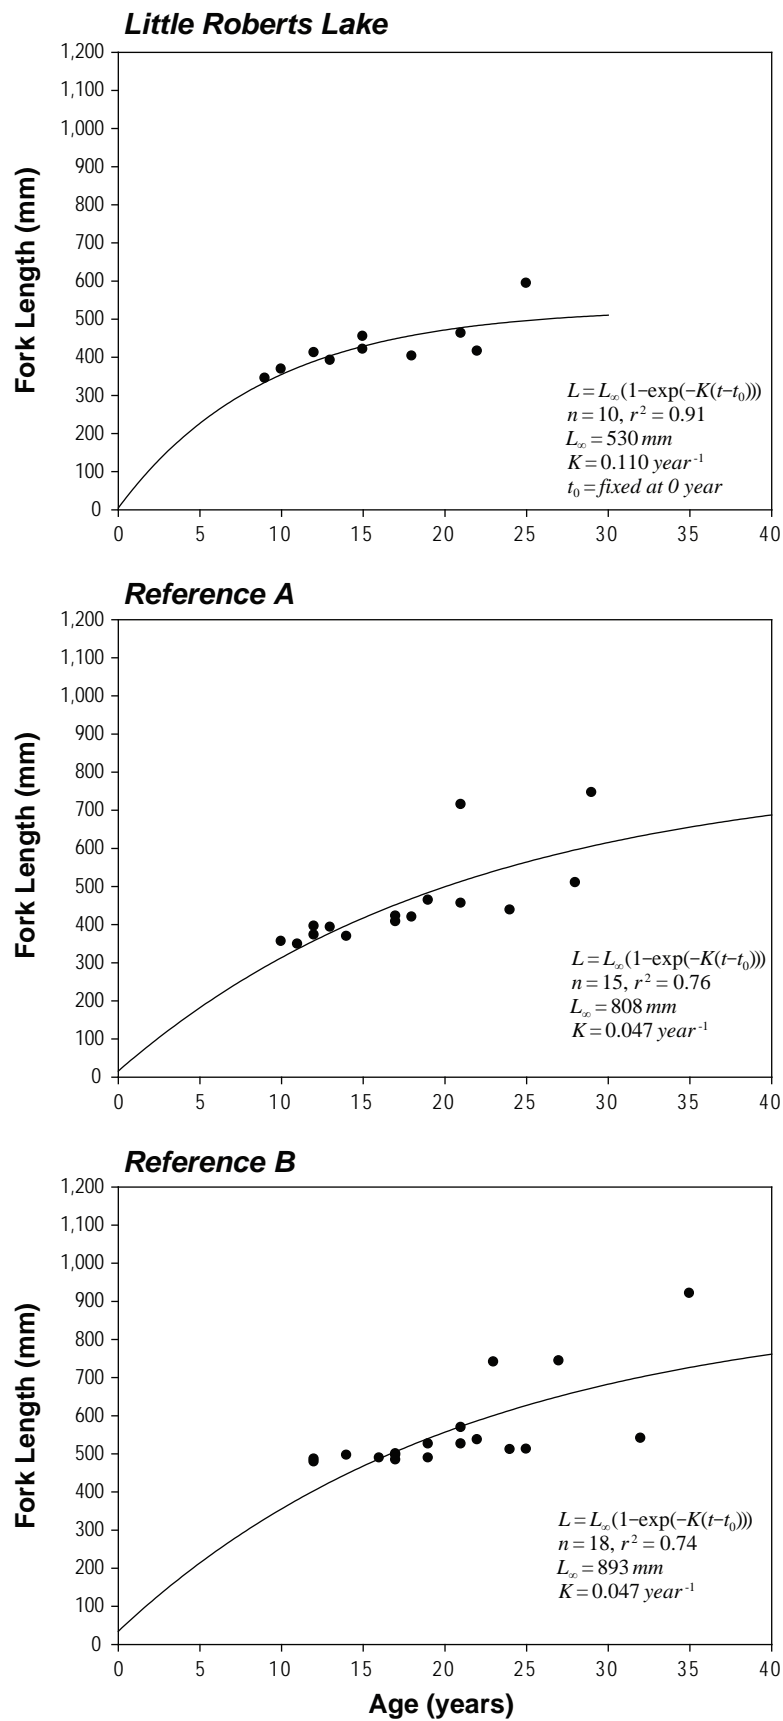 Little Roberts Lake
1,200
1,100
1,000
900
800
700
600
500
400
300
200
100
0
Fork Length (mm)
L = L∞(1−exp(−K(t−t₀)))
n = 10, r² = 0.91
L∞ = 530 mm
K = 0.110 year⁻¹
t₀ = fixed at 0 year
0 5 10 15 20 25 30 35 40
Reference A
1,200
1,100
1,000
900
800
700
600
500
400
300
200
100
0
Fork Length (mm)
L = L∞(1−exp(−K(t−t₀)))
n = 15, r² = 0.76
L∞ = 808 mm
K = 0.047 year⁻¹
0 5 10 15 20 25 30 35 40
Reference B
1,200
1,100
1,000
900
800
700
600
500
400
300
200
100
0
Fork Length (mm)
L = L∞(1−exp(−K(t−t₀)))
n = 18, r² = 0.74
L∞ = 893 mm
K = 0.047 year⁻¹
0 5 10 15 20 25 30 35 40
Age (years)